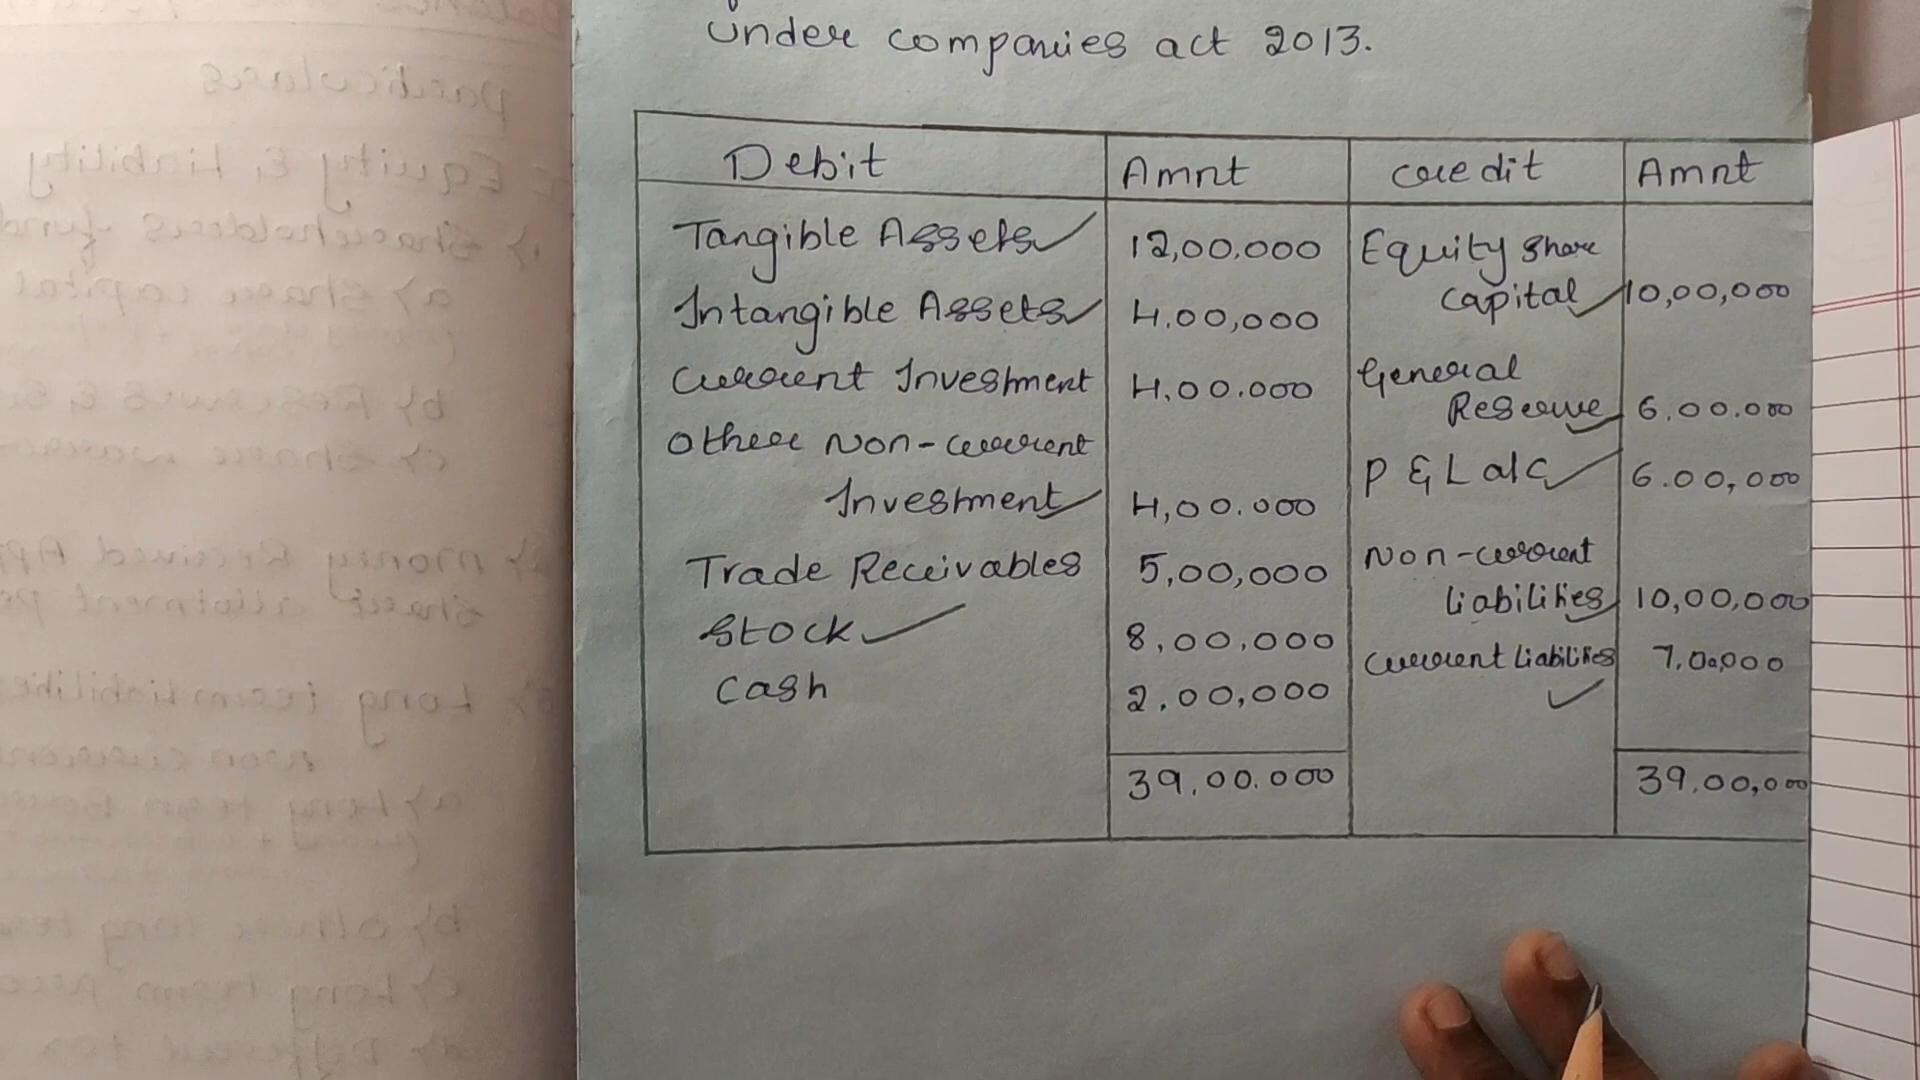 under companies act 2013.
Debit Amnt credit Amnt
Tangible Assets 12,00,000 Equity share
capital 10,00,000
Intangible Assets 4,00,000
Current Investment 4,00,000 General
Reserve 6,00,000
Other Non-current
Investment 4,00,000 P & L a/c 6,00,000
Trade Receivables 5,00,000 Non-current
liabilities 10,00,000
Stock 8,00,000
Current liabilities 7,00,000
Cash 2,00,000
39,00,000 39,00,000